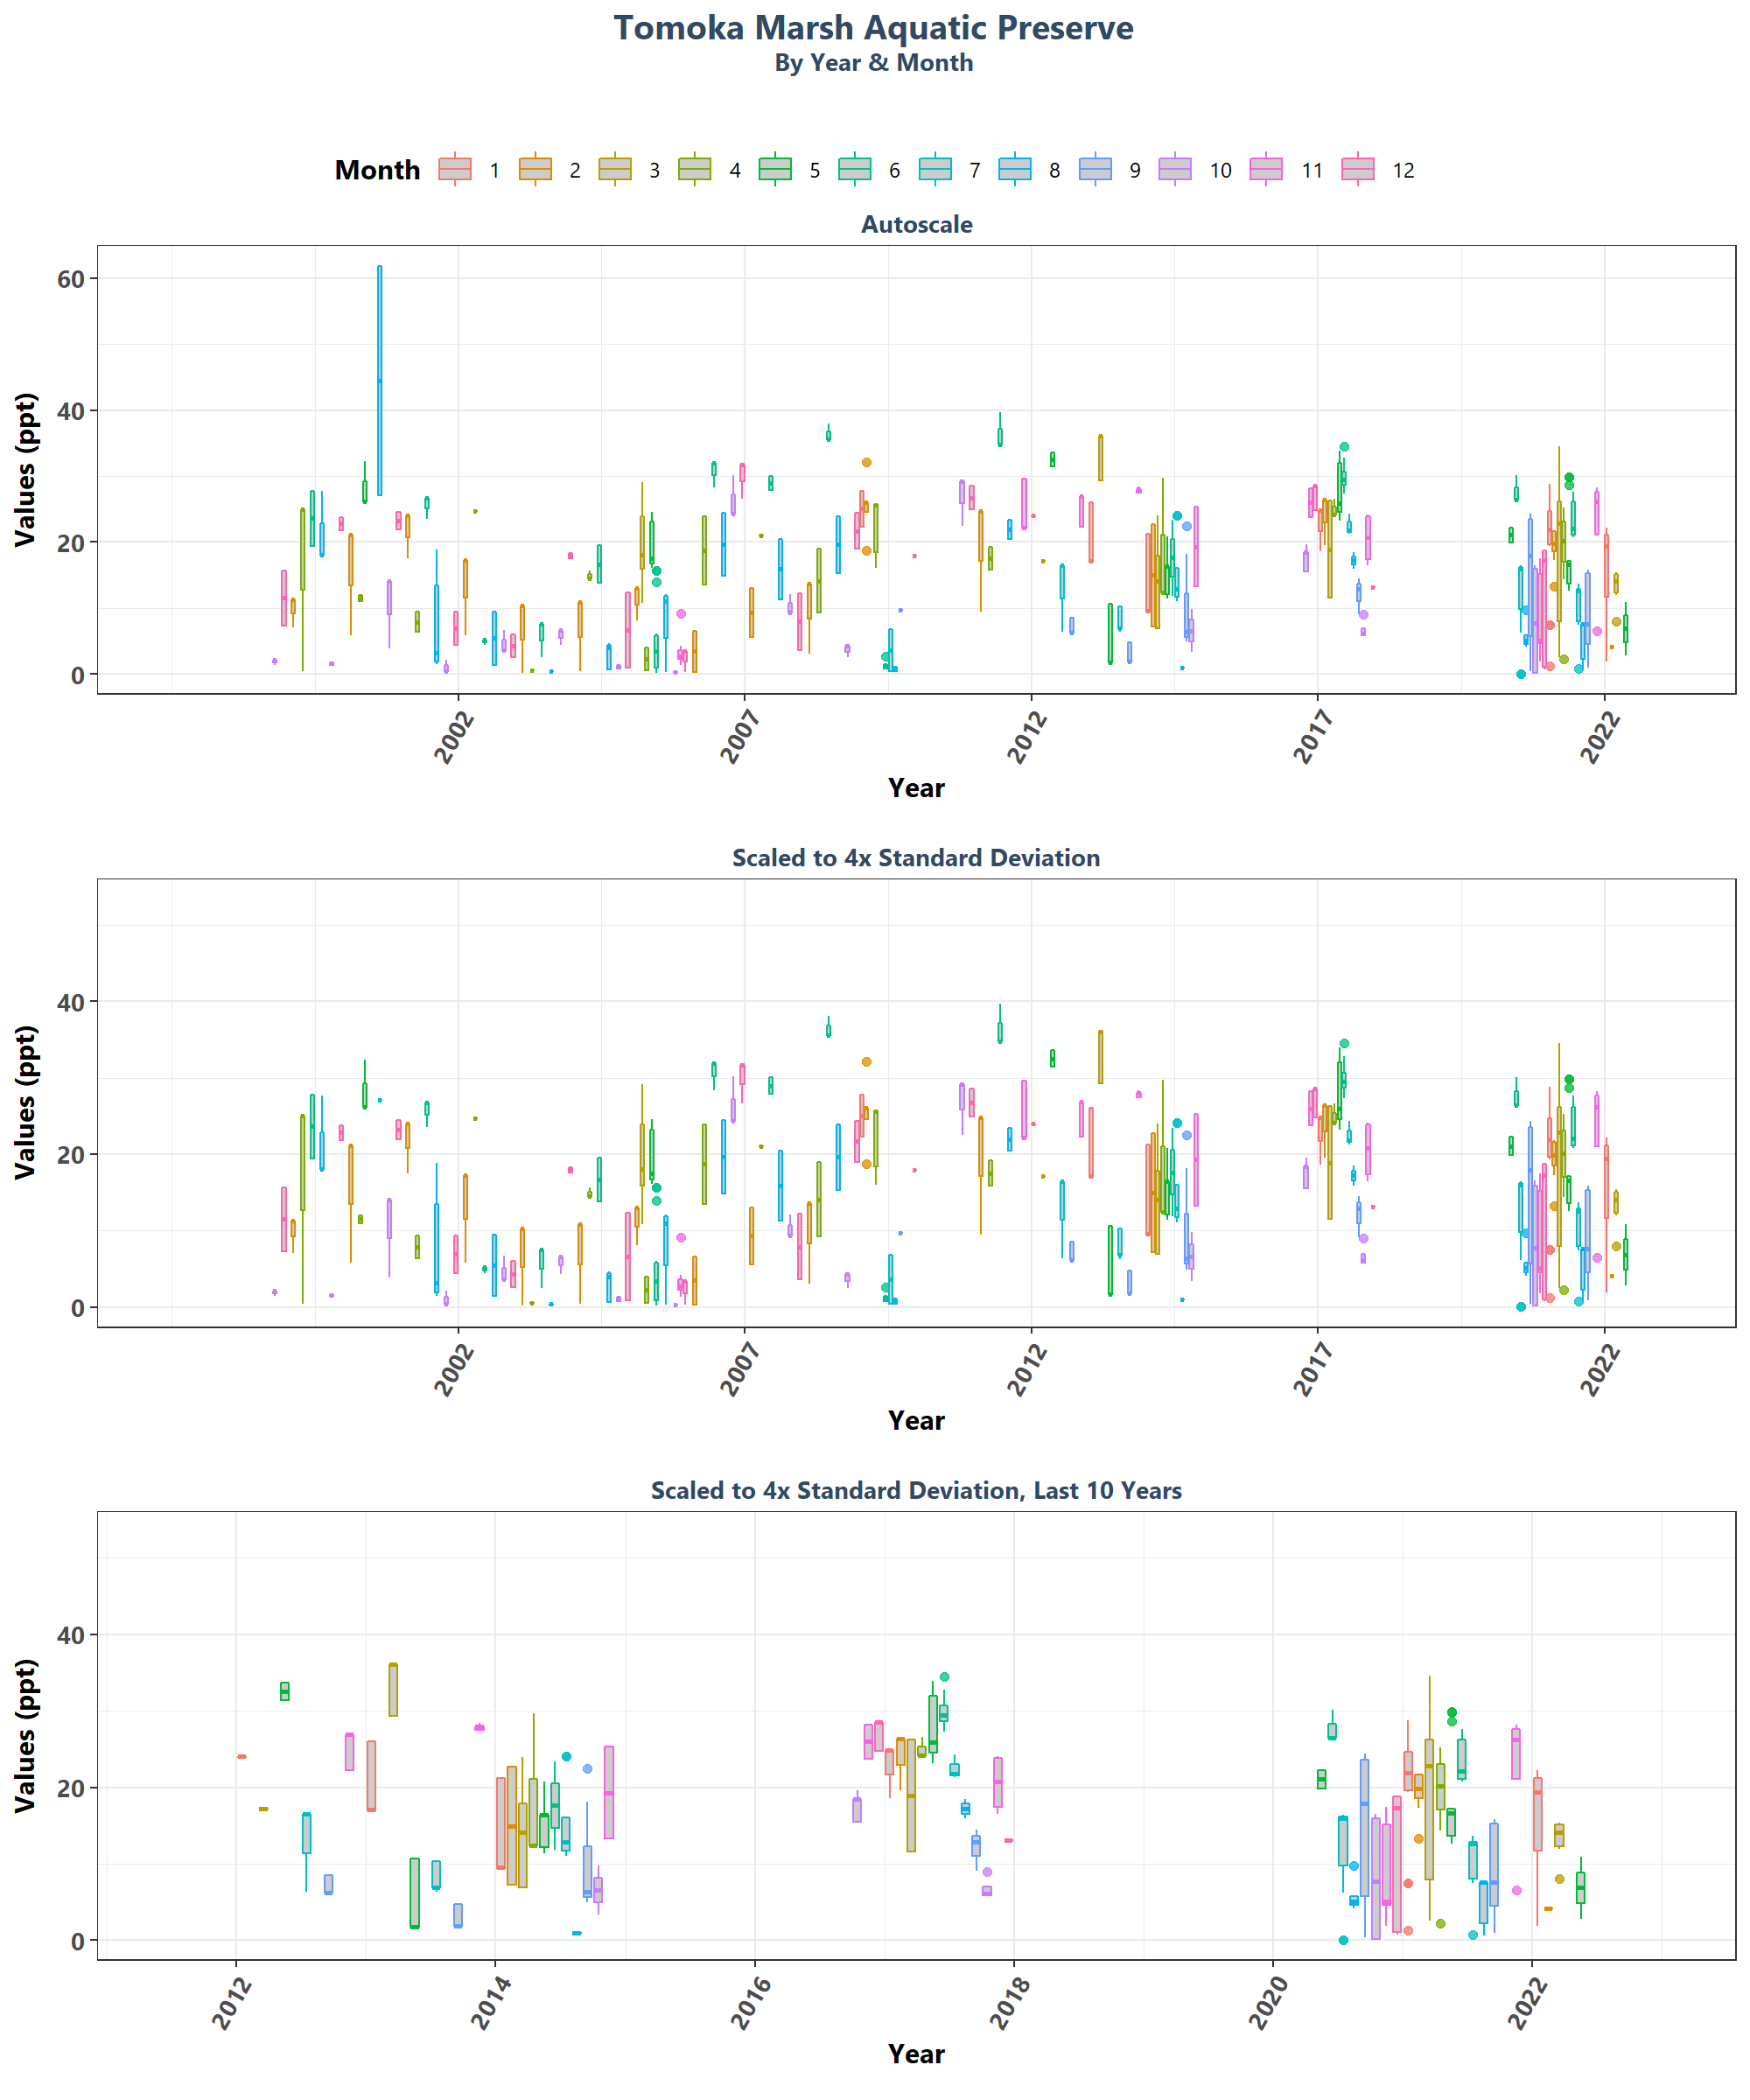 Tomoka Marsh Aquatic Preserve
By Year & Month
Month 1 2 3 4 5 6 7 8 9 10 11 12
Autoscale
Values (ppt)
60
40
20
0
2002 2007 2012 2017 2022
Year
Scaled to 4x Standard Deviation
Values (ppt)
40
20
0
2002 2007 2012 2017 2022
Year
Scaled to 4x Standard Deviation, Last 10 Years
Values (ppt)
40
20
0
2012 2014 2016 2018 2020 2022
Year